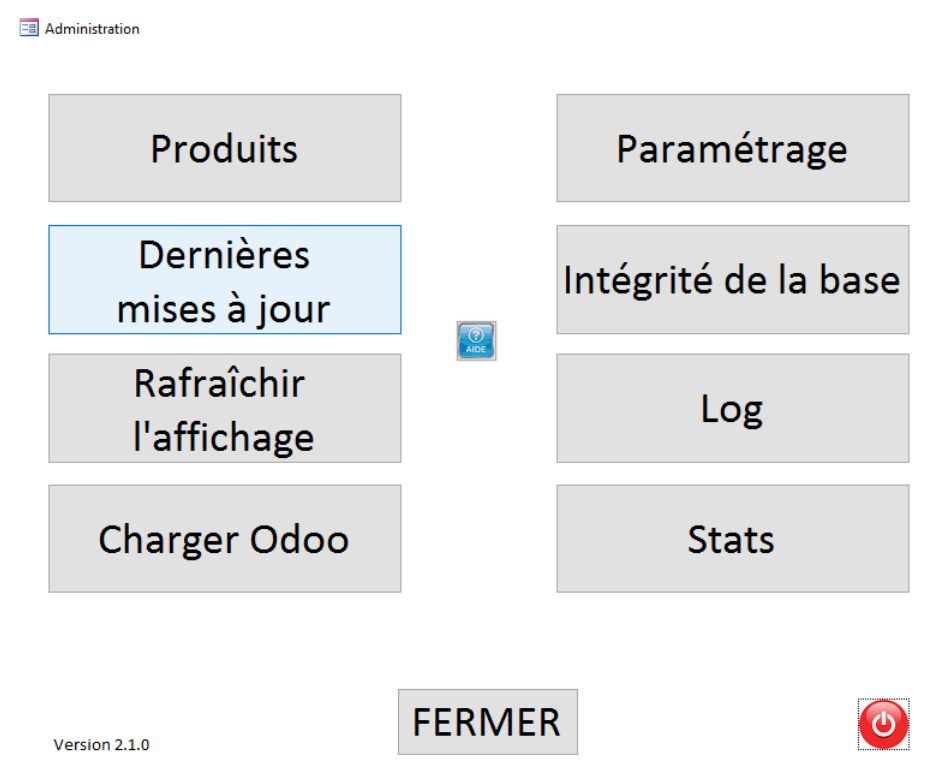 Administration
Produits
Paramétrage
Dernières
mises à jour
Intégrité de la base
?
AIDE
Rafraîchir
l'affichage
Log
Charger Odoo
Stats
FERMER
Version 2.1.0